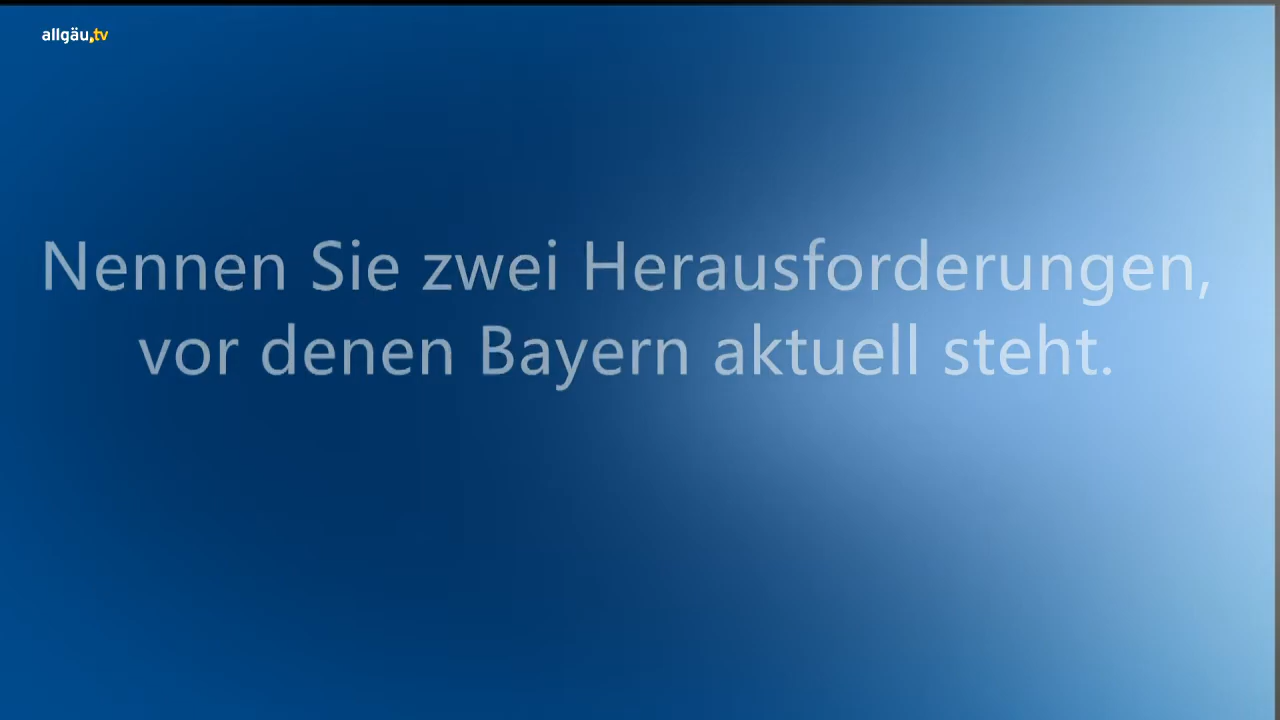 allgäu.tv
Nennen Sie zwei Herausforderungen,
vor denen Bayern aktuell steht.